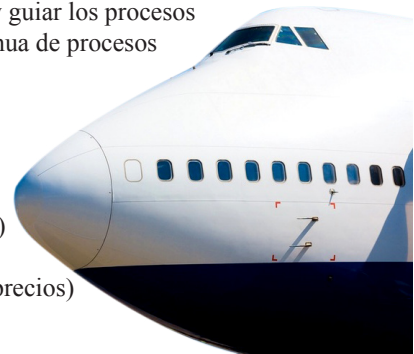 y guiar los procesos
nua de procesos
)
precios)